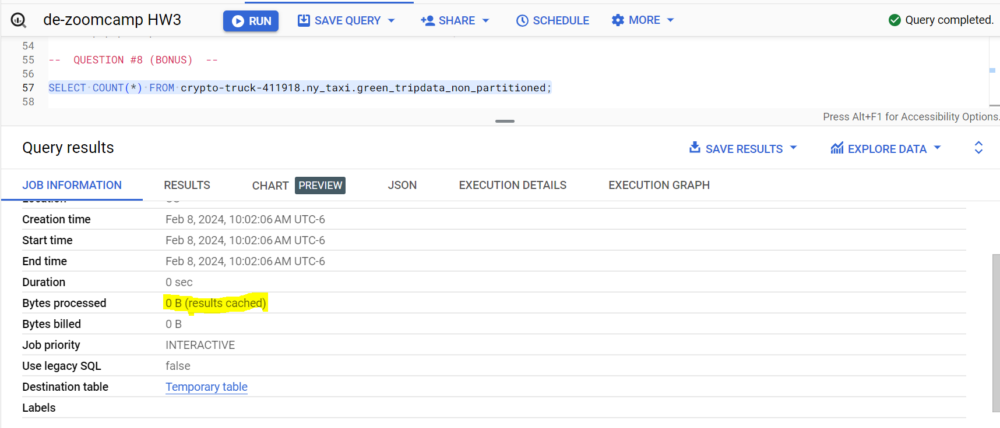 de-zoomcamp HW3 RUN SAVE QUERY SHARE SCHEDULE MORE Query completed.
54
55 -- QUESTION #8 (BONUS) --
56
57 SELECT COUNT(*) FROM crypto-truck-411918.ny_taxi.green_tripdata_non_partitioned;
58
Press Alt+F1 for Accessibility Options.
Query results SAVE RESULTS EXPLORE DATA
JOB INFORMATION RESULTS CHART PREVIEW JSON EXECUTION DETAILS EXECUTION GRAPH
Creation time Feb 8, 2024, 10:02:06 AM UTC-6
Start time Feb 8, 2024, 10:02:06 AM UTC-6
End time Feb 8, 2024, 10:02:06 AM UTC-6
Duration 0 sec
Bytes processed 0 B (results cached)
Bytes billed 0 B
Job priority INTERACTIVE
Use legacy SQL false
Destination table Temporary table
Labels